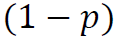 (1 − p)